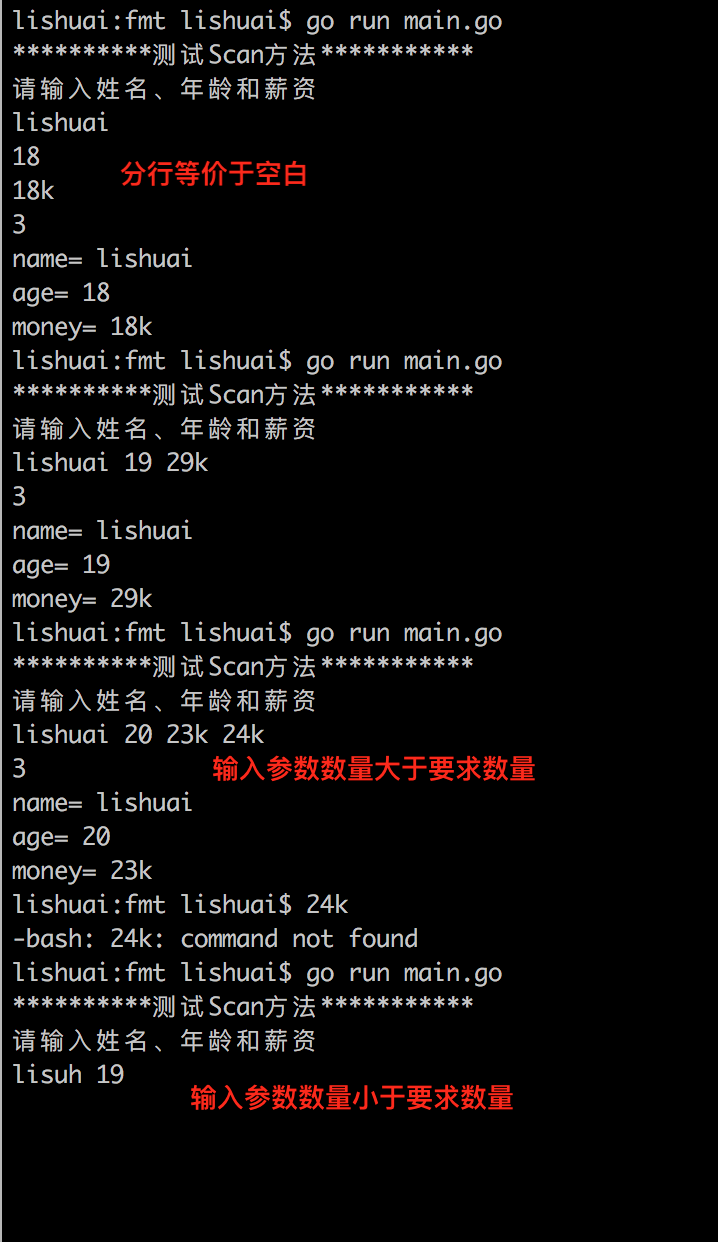 lishuai:fmt lishuai$ go run main.go
**********测试Scan方法***********
请输入姓名、年龄和薪资
lishuai
18
分行等价于空白
18k
3
name= lishuai
age= 18
money= 18k
lishuai:fmt lishuai$ go run main.go
**********测试Scan方法***********
请输入姓名、年龄和薪资
lishuai 19 29k
3
name= lishuai
age= 19
money= 29k
lishuai:fmt lishuai$ go run main.go
**********测试Scan方法***********
请输入姓名、年龄和薪资
lishuai 20 23k 24k
3
输入参数数量大于要求数量
name= lishuai
age= 20
money= 23k
lishuai:fmt lishuai$ 24k
-bash: 24k: command not found
lishuai:fmt lishuai$ go run main.go
**********测试Scan方法***********
请输入姓名、年龄和薪资
lisuh 19
输入参数数量小于要求数量